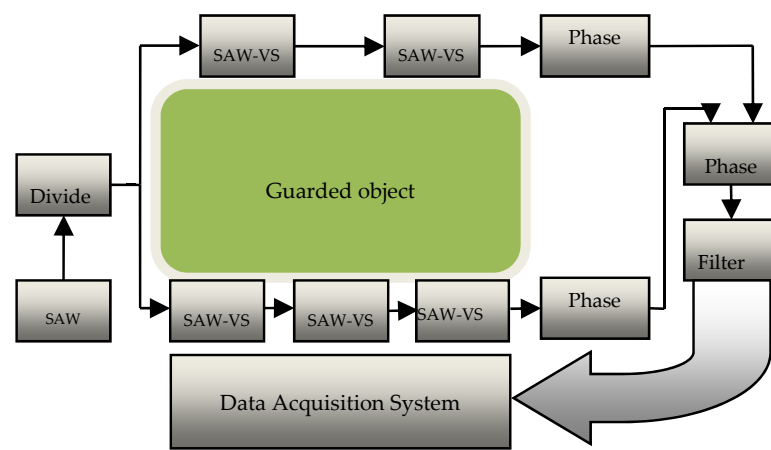 SAW-VS
SAW-VS
Phase
Phase
Divide
Guarded object
Filter
SAW
SAW-VS
SAW-VS
SAW-VS
Phase
Data Acquisition System